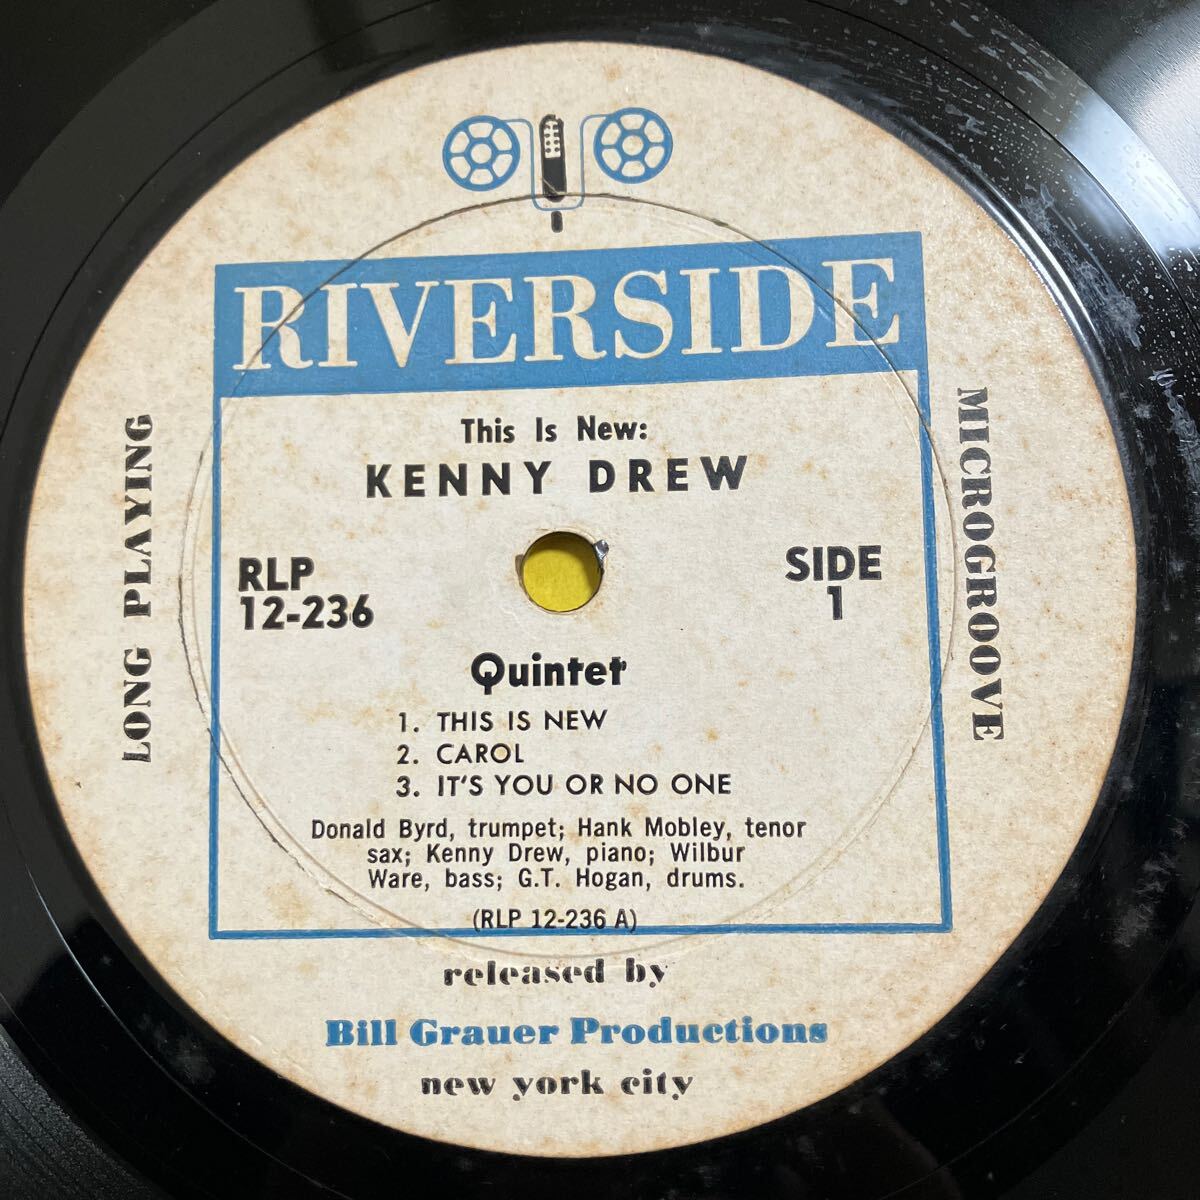 RIVERSIDE
This Is New:
KENNY DREW
RLP
12-236
SIDE
1
LONG PLAYING
MICROGROOVE
Quintet
1. THIS IS NEW
2. CAROL
3. IT'S YOU OR NO ONE
Donald Byrd, trumpet; Hank Mobley, tenor
sax; Kenny Drew, piano; Wilbur
Ware, bass; G.T. Hogan, drums.
(RLP 12-236 A)
released by
Bill Grauer Productions
new york city